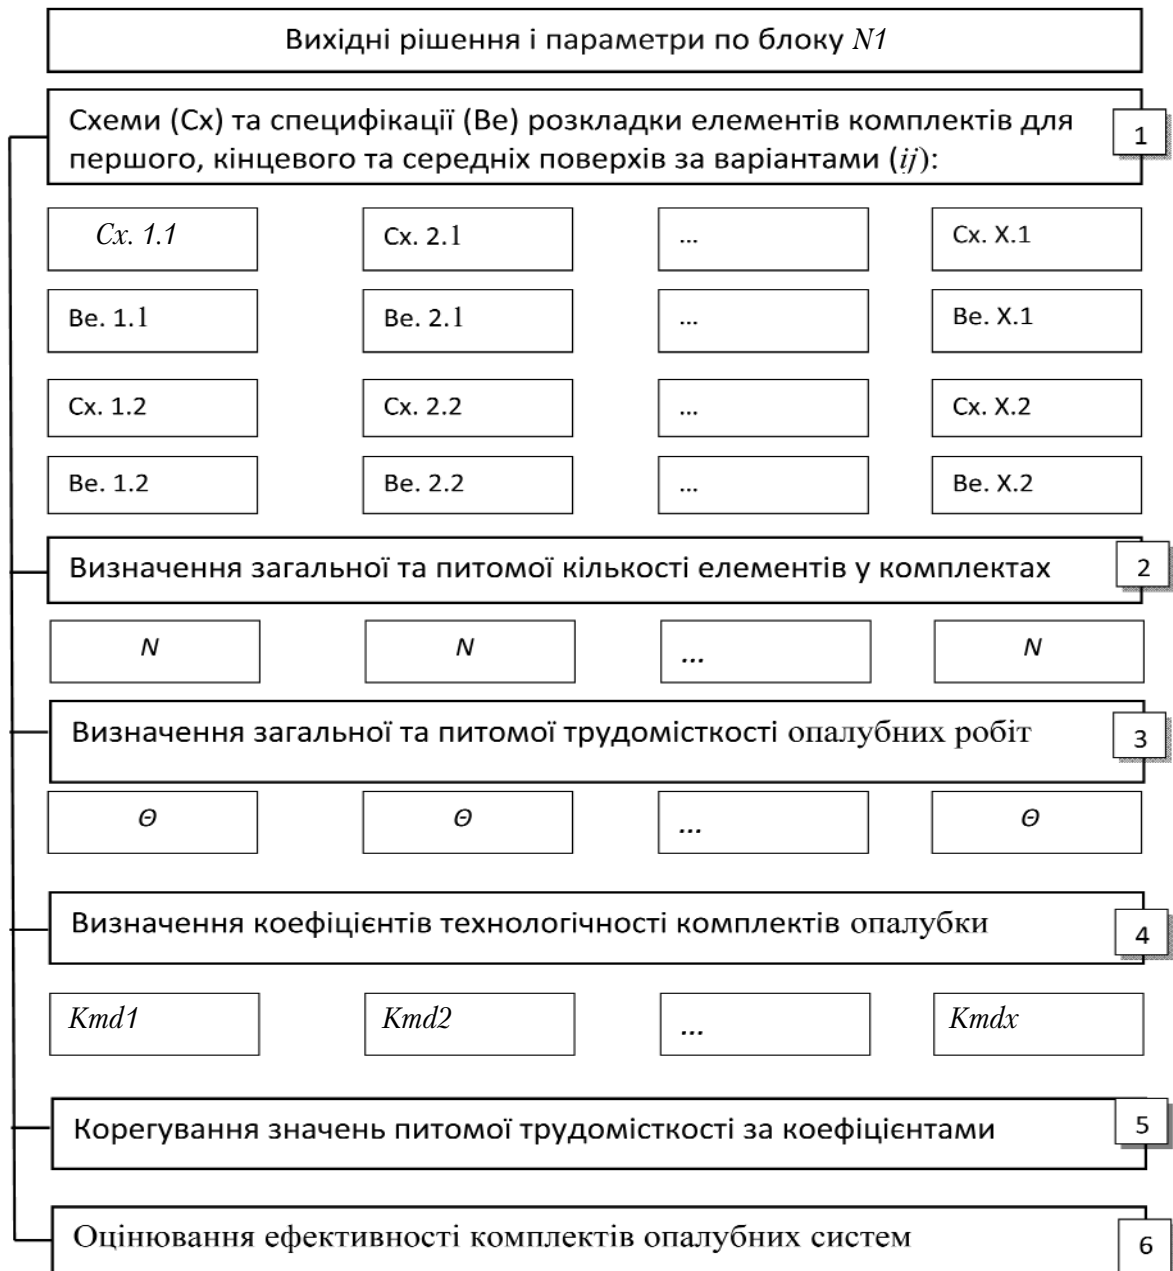 Вихідні рішення і параметри по блоку N1
Схеми (Сх) та специфікації (Ве) розкладки елементів комплектів для
першого, кінцевого та середніх поверхів за варіантами (ij):
1
Сх. 1.1
Сх. 2.1
...
Сх. Х.1
Ве. 1.1
Ве. 2.1
...
Ве. Х.1
Сх. 1.2
Сх. 2.2
...
Сх. Х.2
Ве. 1.2
Ве. 2.2
...
Ве. Х.2
Визначення загальної та питомої кількості елементів у комплектах
2
N
N
...
N
Визначення загальної та питомої трудомісткості опалубних робіт
3
Θ
Θ
...
Θ
Визначення коефіцієнтів технологічності комплектів опалубки
4
Kmd1
Kmd2
...
Kmdx
Корегування значень питомої трудомісткості за коефіцієнтами
5
Оцінювання ефективності комплектів опалубних систем
6